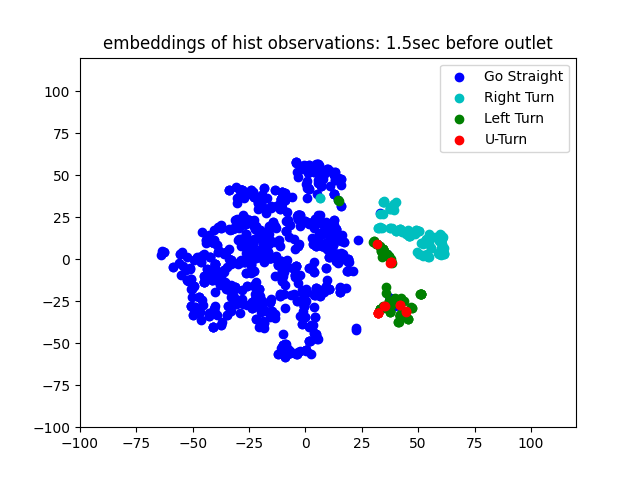 embeddings of hist observations: 1.5sec before outlet
Go Straight
Right Turn
Left Turn
U-Turn
100
75
50
25
0
−25
−50
−75
−100
−100 −75 −50 −25 0 25 50 75 100